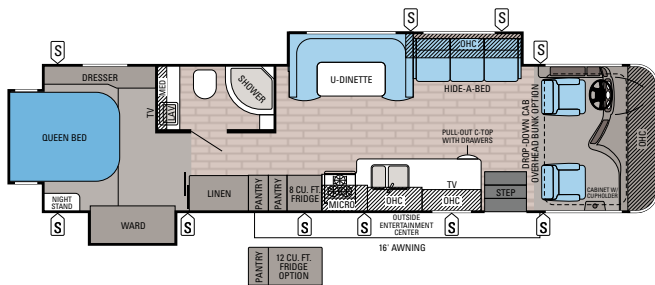 S
S
S
S
DRESSER
TV
MED
LAV
SHOWER
U-DINETTE
OHC
HIDE-A-BED
QUEEN BED
PULL-OUT C-TOP
WITH DRAWERS
DROP-DOWN CAB
OVERHEAD BUNK OPTION
OHC
NIGHT
STAND
WARD
LINEN
PANTRY
PANTRY
8 CU. FT.
FRIDGE
MICRO
OHC
TV
OHC
STEP
CABINET W/
CUPHOLDER
S
S
S
S
S
S
OUTSIDE
ENTERTAINMENT
CENTER
16' AWNING
PANTRY
12 CU. FT.
FRIDGE
OPTION